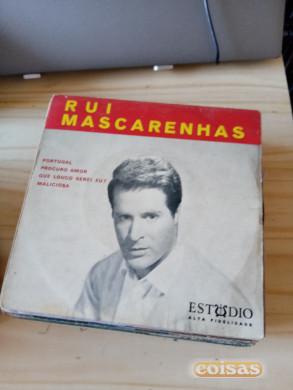 RUI
MASCARENHAS
PORTUGAL
PROCURO AMOR
QUE LOUCO SEREI EU?
MALICIOSA
ESTÚDIO
ALTA FIDELIDADE
coisas